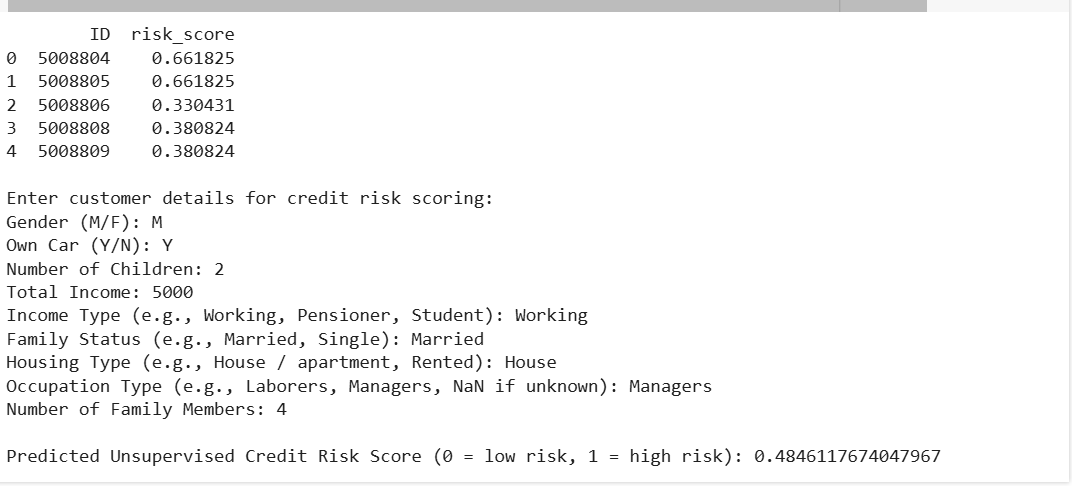 ID risk_score
0 5008804 0.661825
1 5008805 0.661825
2 5008806 0.330431
3 5008808 0.380824
4 5008809 0.380824
Enter customer details for credit risk scoring:
Gender (M/F): M
Own Car (Y/N): Y
Number of Children: 2
Total Income: 5000
Income Type (e.g., Working, Pensioner, Student): Working
Family Status (e.g., Married, Single): Married
Housing Type (e.g., House / apartment, Rented): House
Occupation Type (e.g., Laborers, Managers, NaN if unknown): Managers
Number of Family Members: 4
Predicted Unsupervised Credit Risk Score (0 = low risk, 1 = high risk): 0.4846117674047967